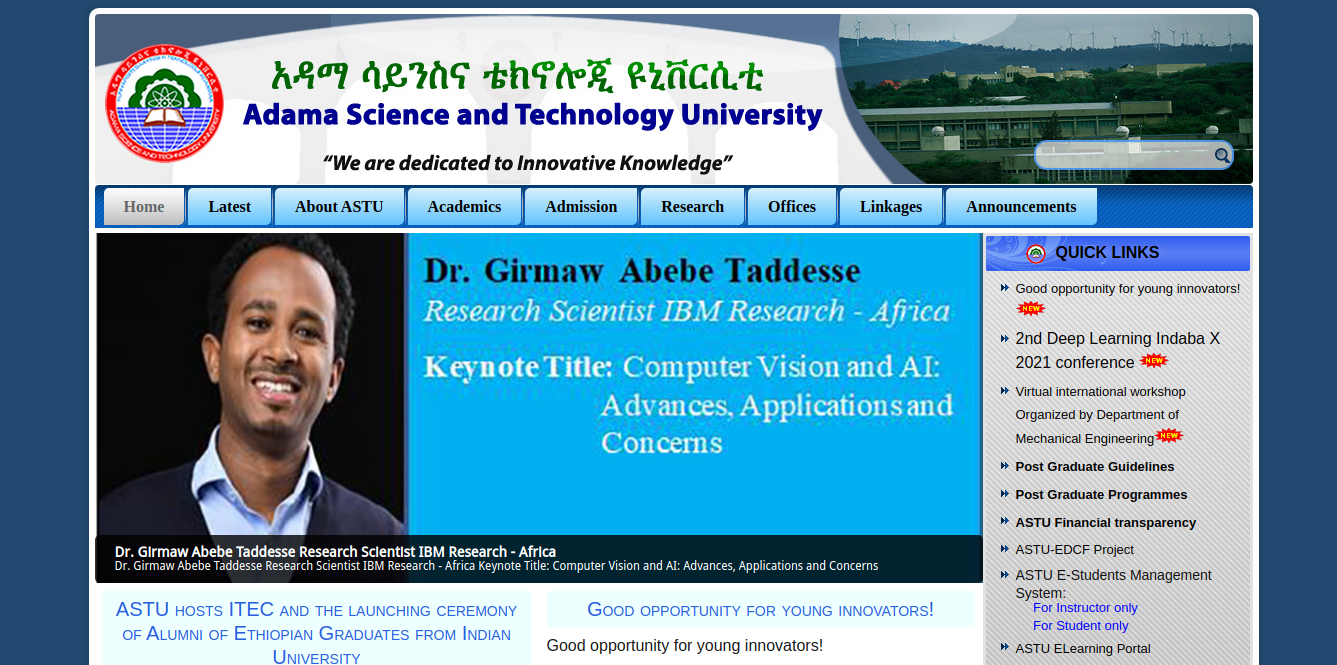 አዳማ ሳይንስና ቴክኖሎጂ ዩኒቨርሲቲ
Adama Science and Technology University
“We are dedicated to Innovative Knowledge”
Home
Latest
About ASTU
Academics
Admission
Research
Offices
Linkages
Announcements
Dr. Girmaw Abebe Taddesse
Research Scientist IBM Research - Africa
Keynote Title: Computer Vision and AI:
Advances, Applications and
Concerns
Dr. Girmaw Abebe Taddesse Research Scientist IBM Research - Africa
Dr. Girmaw Abebe Taddesse Research Scientist IBM Research - Africa Keynote Title: Computer Vision and AI: Advances, Applications and Concerns
ASTU hosts ITEC and the launching ceremony
of Alumni of Ethiopian Graduates from Indian
University
Good opportunity for young innovators!
Good opportunity for young innovators!
QUICK LINKS
Good opportunity for young innovators!
NEW
2nd Deep Learning Indaba X
2021 conference NEW
Virtual international workshop
Organized by Department of
Mechanical Engineering NEW
Post Graduate Guidelines
Post Graduate Programmes
ASTU Financial transparency
ASTU-EDCF Project
ASTU E-Students Management
System:
For Instructor only
For Student only
ASTU ELearning Portal